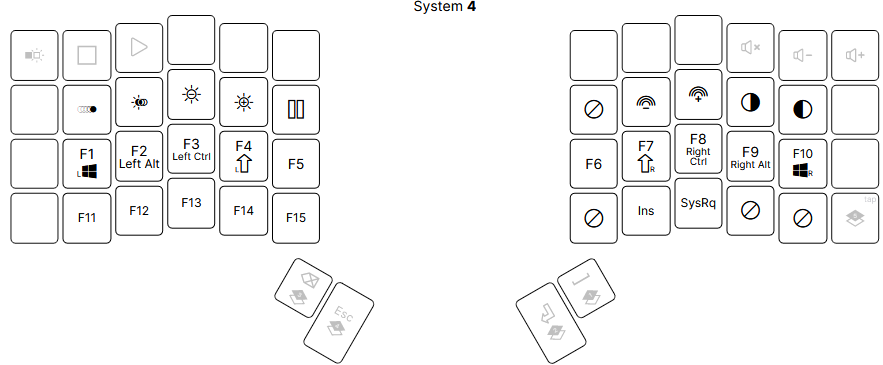 System 4
F1
L
F2
Left Alt
F3
Left Ctrl
F4
L
F5
F6
F7
R
F8
Right
Ctrl
F9
Right Alt
F10
R
F11
F12
F13
F14
F15
Ins
SysRq
tap
Esc